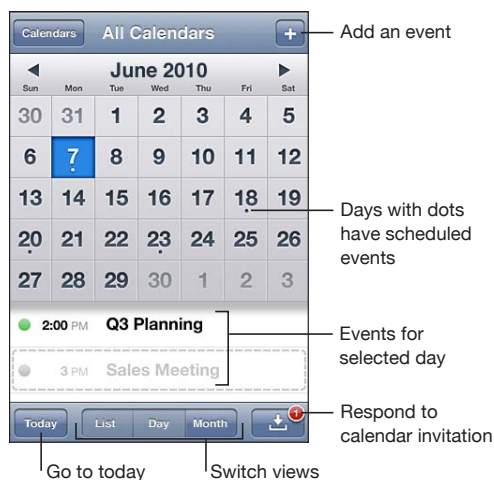 Calendars All Calendars +
Add an event
June 2010
Sun Mon Tue Wed Thu Fri Sat
30 31 1 2 3 4 5
6 7 8 9 10 11 12
13 14 15 16 17 18 19
20 21 22 23 24 25 26
27 28 29 30 1 2 3
Days with dots
have scheduled
events
2:00 PM Q3 Planning
3 PM Sales Meeting
Events for
selected day
Today List Day Month 1
Respond to
calendar invitation
Go to today
Switch views